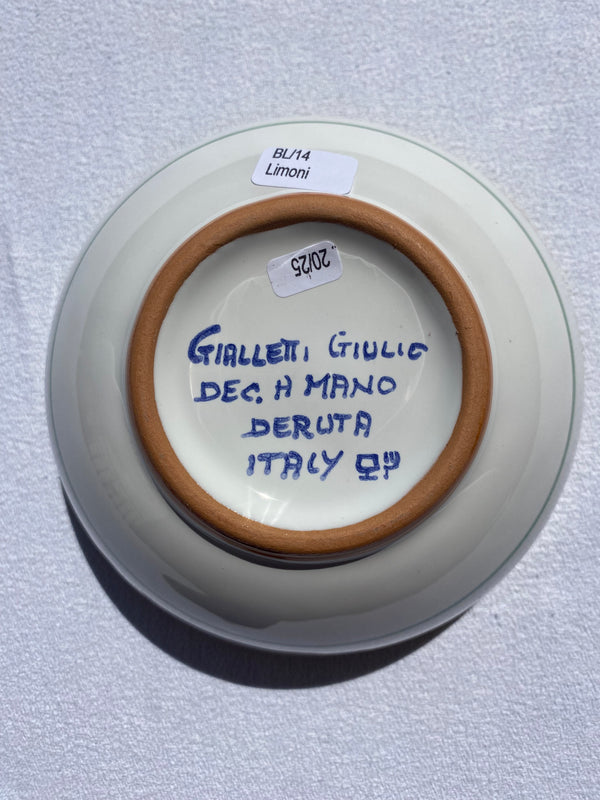 BL/14
Limoni
20/25
GIALLETTI GIULIO
DEC. A MANO
DERUTA
ITALY